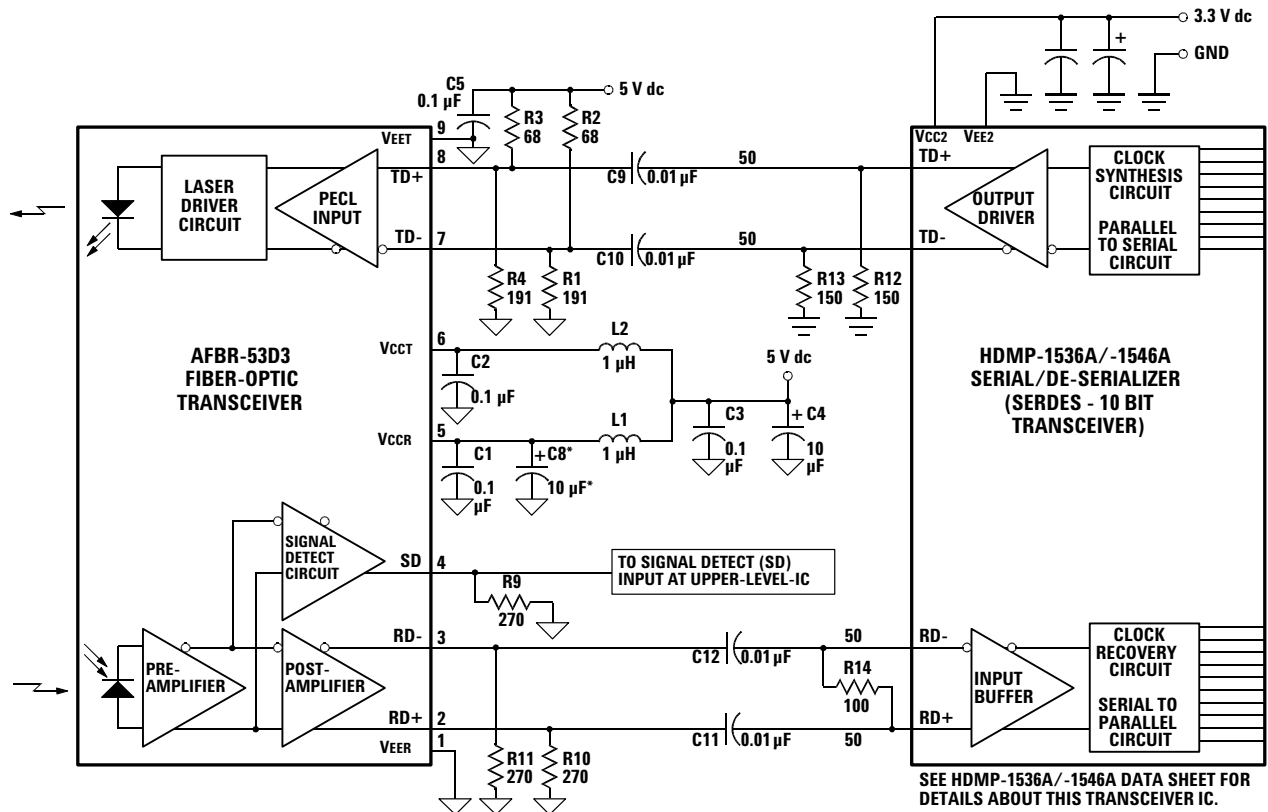 3.3 V dc
GND
C5
0.1 µF
5 V dc
R3
68
R2
68
9
VEET
8
TD+
7
TD-
LASER
DRIVER
CIRCUIT
PECL
INPUT
C9
0.01 µF
50
C10
0.01 µF
50
R4
191
R1
191
R13
150
R12
150
VCC2
VEE2
TD+
TD-
OUTPUT
DRIVER
CLOCK
SYNTHESIS
CIRCUIT
PARALLEL
TO SERIAL
CIRCUIT
AFBR-53D3
FIBER-OPTIC
TRANSCEIVER
VCCT
6
C2
0.1 µF
L2
1 µH
5 V dc
VCCR
5
C1
0.1
µF
+
C8*
10 µF*
L1
1 µH
C3
0.1
µF
+
C4
10
µF
HDMP-1536A/-1546A
SERIAL/DE-SERIALIZER
(SERDES - 10 BIT
TRANSCEIVER)
SIGNAL
DETECT
CIRCUIT
SD
4
R9
270
TO SIGNAL DETECT (SD)
INPUT AT UPPER-LEVEL-IC
PRE-
AMPLIFIER
POST-
AMPLIFIER
RD-
3
RD+
2
VEER
1
R11
270
R10
270
C12
0.01 µF
50
C11
0.01 µF
50
R14
100
RD-
RD+
INPUT
BUFFER
CLOCK
RECOVERY
CIRCUIT
SERIAL TO
PARALLEL
CIRCUIT
+
SEE HDMP-1536A/-1546A DATA SHEET FOR
DETAILS ABOUT THIS TRANSCEIVER IC.